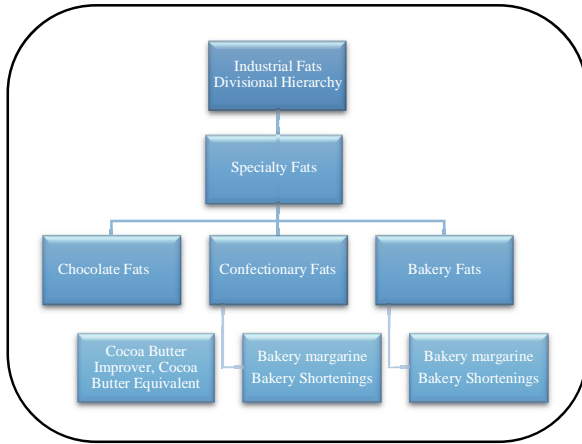 Industrial Fats
Divisional Hierarchy
Specialty Fats
Chocolate Fats
Confectionary Fats
Bakery Fats
Cocoa Butter
Improver, Cocoa
Butter Equivalent
Bakery margarine
Bakery Shortenings
Bakery margarine
Bakery Shortenings